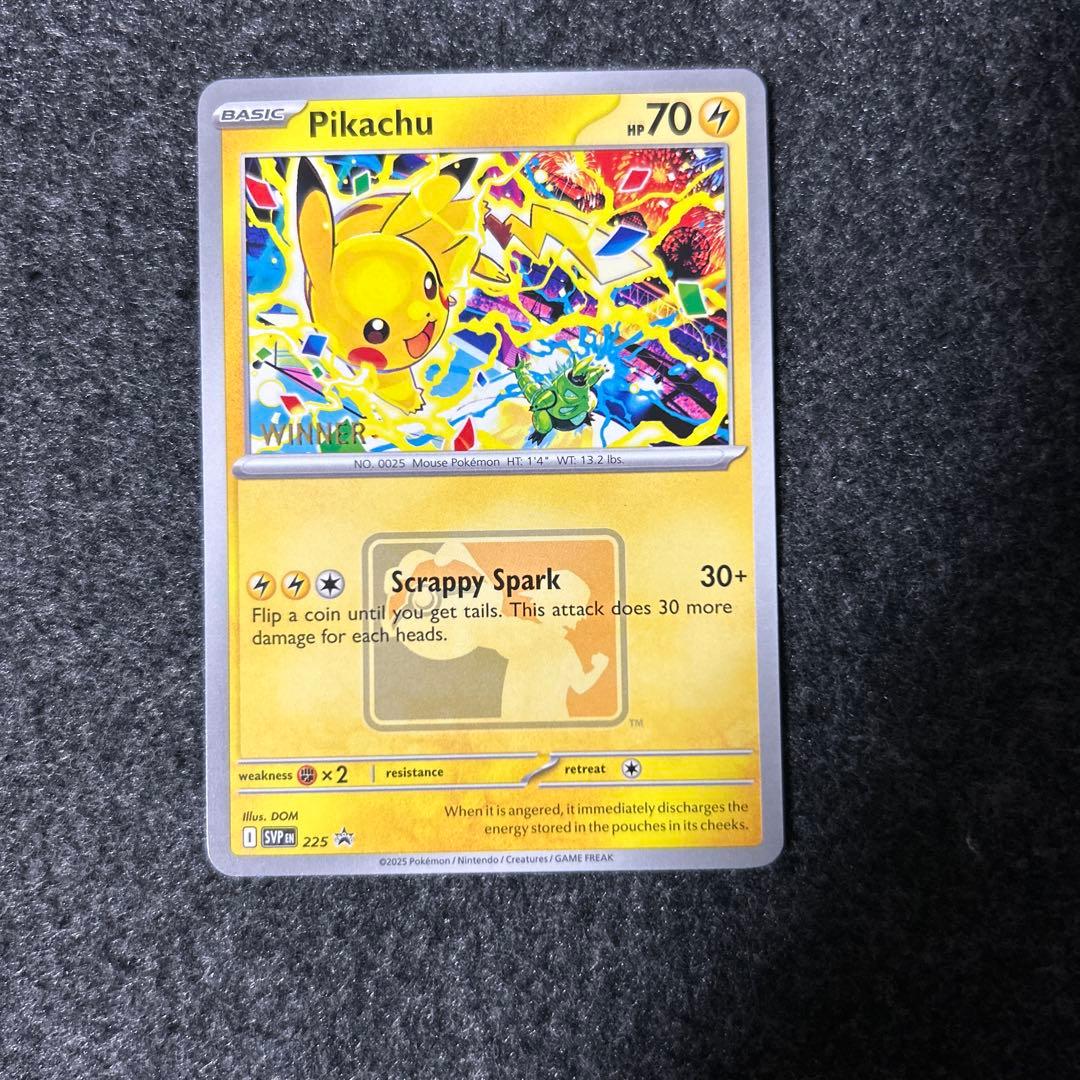 BASIC Pikachu HP 70
WINNER
NO. 0025 Mouse Pokémon HT: 1'4" WT: 13.2 lbs.
Scrappy Spark 30+
Flip a coin until you get tails. This attack does 30 more
damage for each heads.
TM
weakness ×2 resistance retreat
When it is angered, it immediately discharges the
energy stored in the pouches in its cheeks.
Illus. DOM
I SVP EN 225
©2025 Pokémon / Nintendo / Creatures / GAME FREAK